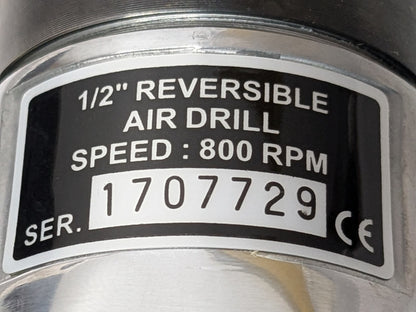 1/2" REVERSIBLE
AIR DRILL
SPEED : 800 RPM
SER. 1707729 CE